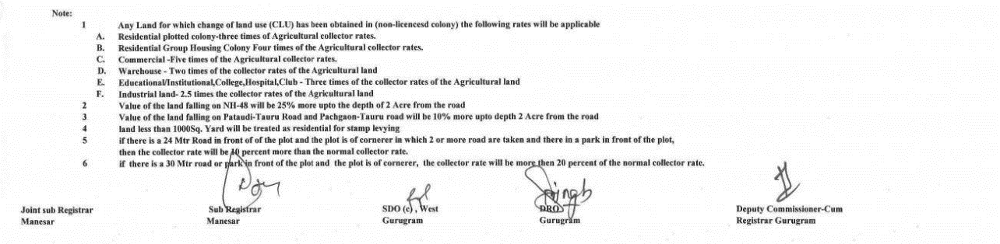 Note:
1 Any Land for which change of land use (CLU) has been obtained in (non-licencesd colony) the following rates will be applicable
A. Residential plotted colony-three times of Agricultural collector rates.
B. Residential Group Housing Colony Four times of the Agricultural collector rates.
C. Commercial -Five times of the Agricultural collector rates.
D. Warehouse - Two times of the collector rates of the Agricultural land
E. Educational/Institutional,College,Hospital,Club - Three times of the collector rates of the Agricultural land
F. Industrial land- 2.5 times the collector rates of the Agricultural land
2 Value of the land falling on NH-48 will be 25% more upto the depth of 2 Acre from the road
3 Value of the land falling on Pataudi-Tauru Road and Pachgaon-Tauru road will be 10% more upto depth 2 Acre from the road
4 land less than 1000Sq. Yard will be treated as residential for stamp levying
5 if there is a 24 Mtr Road in front of of the plot and the plot is of cornerer in which 2 or more road are taken and there in a park in front of the plot,
then the collector rate will be 10 percent more than the normal collector rate.
6 if there is a 30 Mtr road or park in front of the plot and the plot is of cornerer, the collector rate will be more then 20 percent of the normal collector rate.
Joint sub Registrar Sub Registrar SDO (c) , West DRO Deputy Commissioner-Cum
Manesar Manesar Gurugram Gurugram Registrar Gurugram